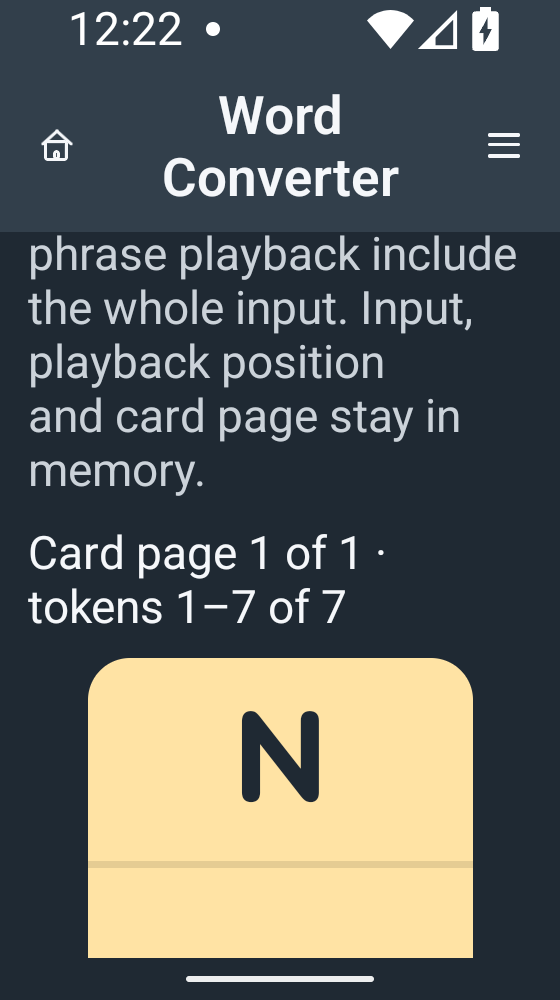 12:22
Word
Converter
phrase playback include
the whole input. Input,
playback position
and card page stay in
memory.
Card page 1 of 1 ·
tokens 1–7 of 7
N